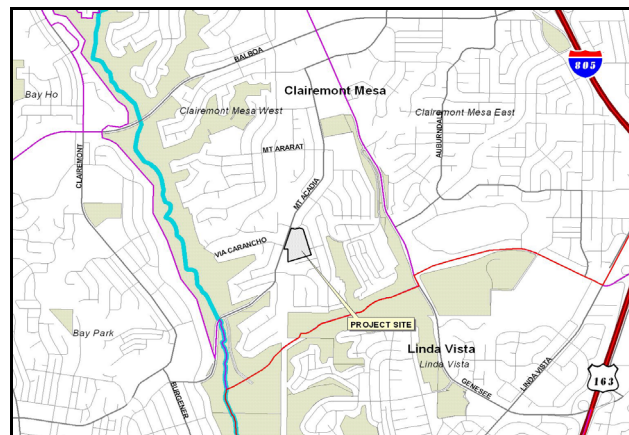 BALBOA
805
Clairemont Mesa
Bay Ho
Clairemont Mesa West
Clairemont Mesa East
AUBURNDALE
CLAIREMONT
MT ARARAT
MT ACADIA
VIA CARANCHO
PROJECT SITE
Bay Park
Linda Vista
Linda Vista
LINDA VISTA
GENESEE
BURGENER
163